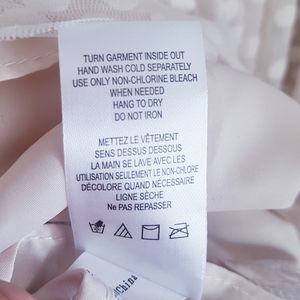 TURN GARMENT INSIDE OUT
HAND WASH COLD SEPARATELY
USE ONLY NON-CHLORINE BLEACH
WHEN NEEDED
HANG TO DRY
DO NOT IRON
METTEZ LE VÊTEMENT
SENS DESSUS DESSOUS
LA MAIN SE LAVE AVEC LES
UTILISATION SEULEMENT LE NON-CHLORE
DÉCOLORE QUAND NÉCESSAIRE
LIGNE SÈCHE
Ne PAS REPASSER
China